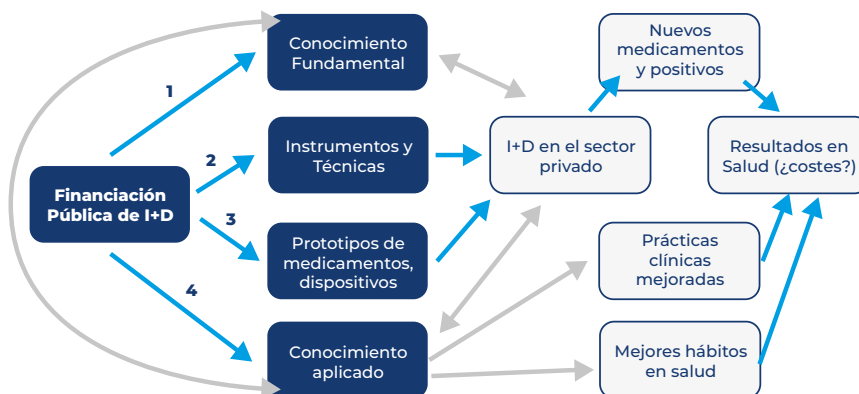 Conocimiento
Fundamental
Nuevos
medicamentos
y positivos
1
2
Instrumentos y
Técnicas
I+D en el sector
privado
Resultados en
Salud (¿costes?)
Financiación
Pública de I+D
3
Prototipos de
medicamentos,
dispositivos
Prácticas
clínicas
mejoradas
4
Conocimiento
aplicado
Mejores hábitos
en salud